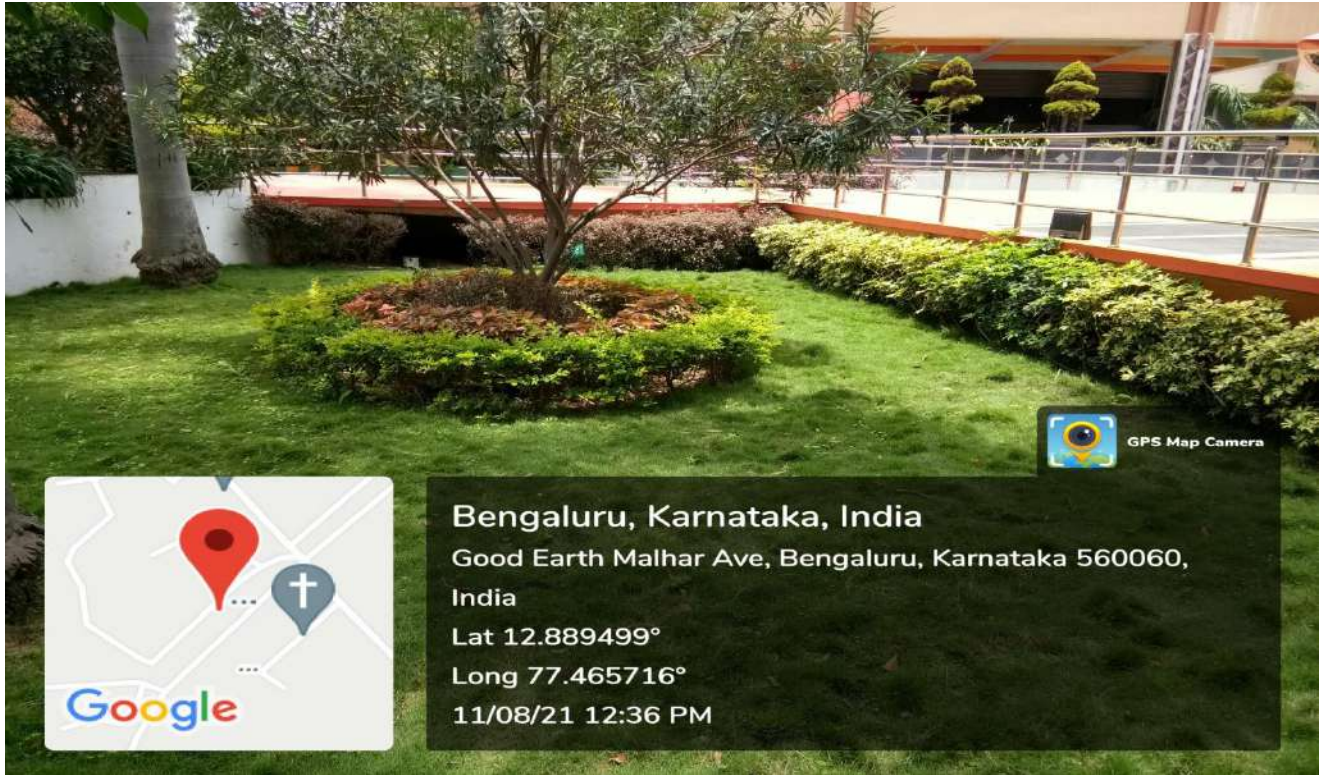 GPS Map Camera
Bengaluru, Karnataka, India
Good Earth Malhar Ave, Bengaluru, Karnataka 560060,
India
Lat 12.889499°
Long 77.465716°
11/08/21 12:36 PM
Google